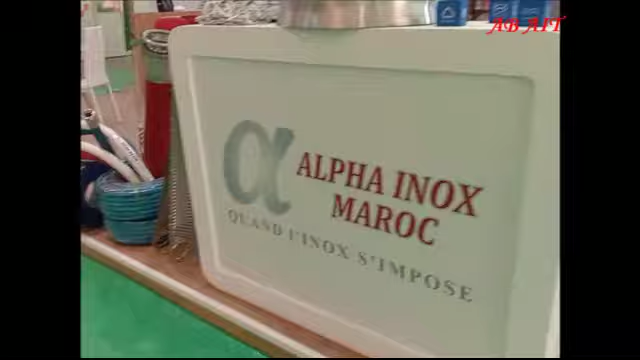 AB AFT
α ALPHA INOX
MAROC
QUAND l'INOX S'IMPOSE